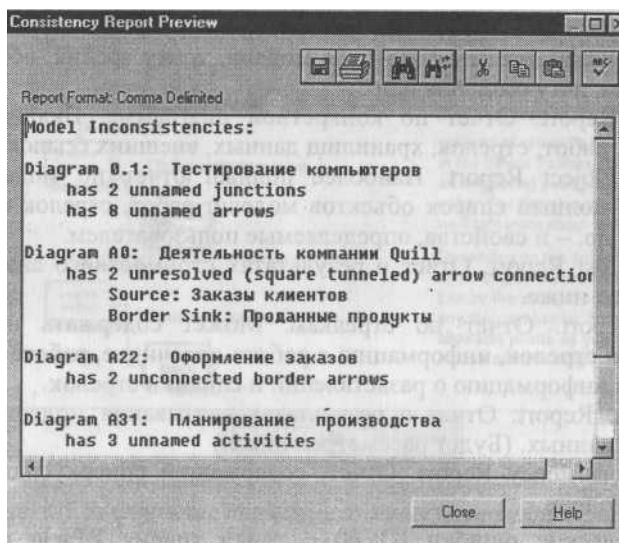 Consistency Report Preview
Report Format: Comma Delimited
Model Inconsistencies:
Diagram 0.1: Тестирование компьютеров
has 2 unnamed junctions
has 8 unnamed arrows
Diagram A0: Деятельность компании Quill
has 2 unresolved (square tunneled) arrow connection
Source: Заказы клиентов
Border Sink: Проданные продукты
Diagram A22: Оформление заказов
has 2 unconnected border arrows
Diagram A31: Планирование производства
has 3 unnamed activities
Close
Help